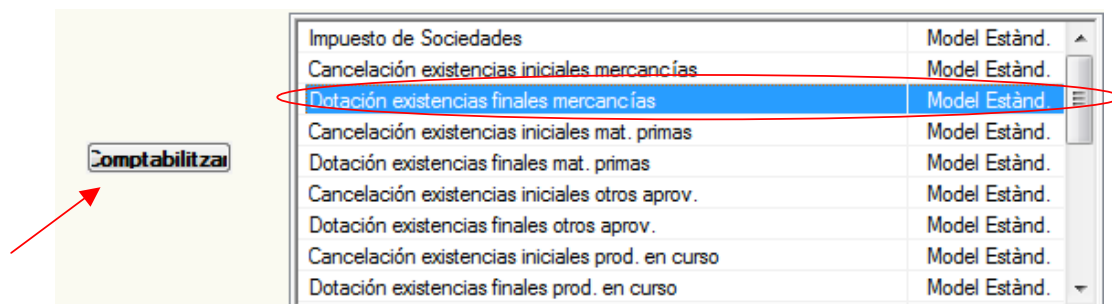 Impuesto de Sociedades Model Estànd.
Cancelación existencias iniciales mercancías Model Estànd.
Dotación existencias finales mercancías Model Estànd.
Cancelación existencias iniciales mat. primas Model Estànd.
Comptabilitzar
Dotación existencias finales mat. primas Model Estànd.
Cancelación existencias iniciales otros aprov. Model Estànd.
Dotación existencias finales otros aprov. Model Estànd.
Cancelación existencias iniciales prod. en curso Model Estànd.
Dotación existencias finales prod. en curso Model Estànd.